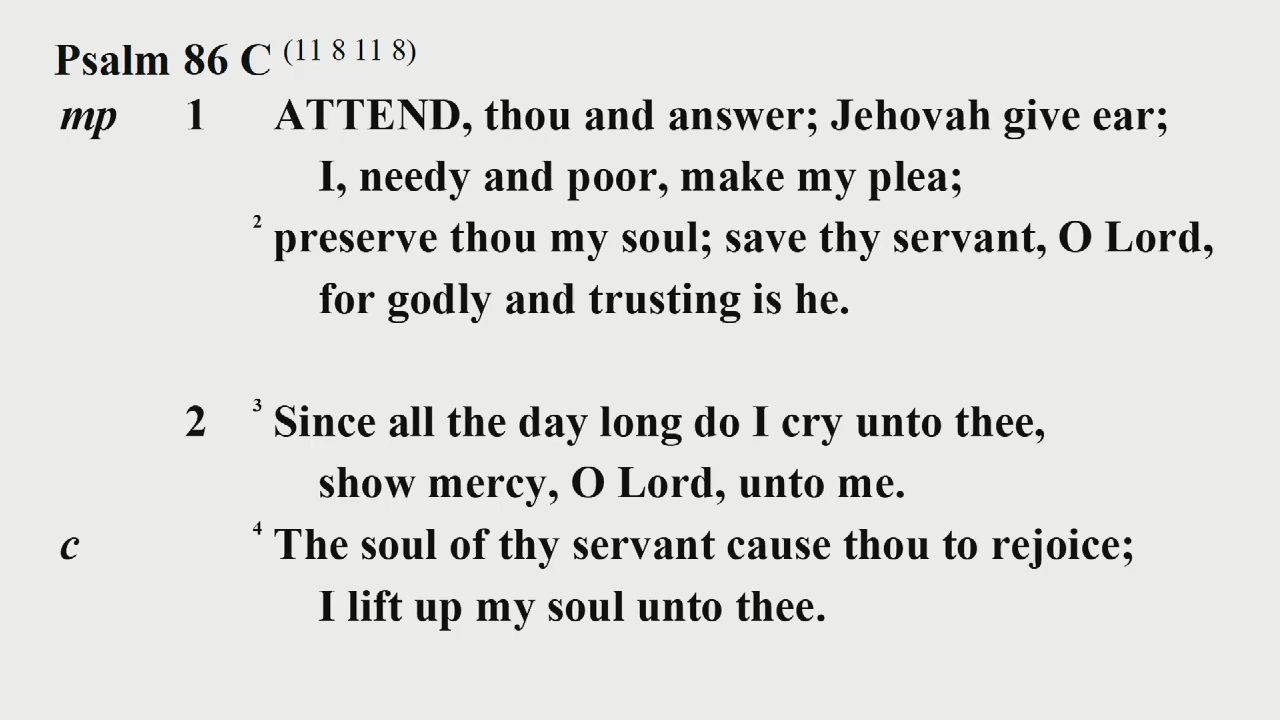 Psalm 86 C (11 8 11 8)
mp 1 ATTEND, thou and answer; Jehovah give ear;
I, needy and poor, make my plea;
2 preserve thou my soul; save thy servant, O Lord,
for godly and trusting is he.
2 3 Since all the day long do I cry unto thee,
show mercy, O Lord, unto me.
c 4 The soul of thy servant cause thou to rejoice;
I lift up my soul unto thee.